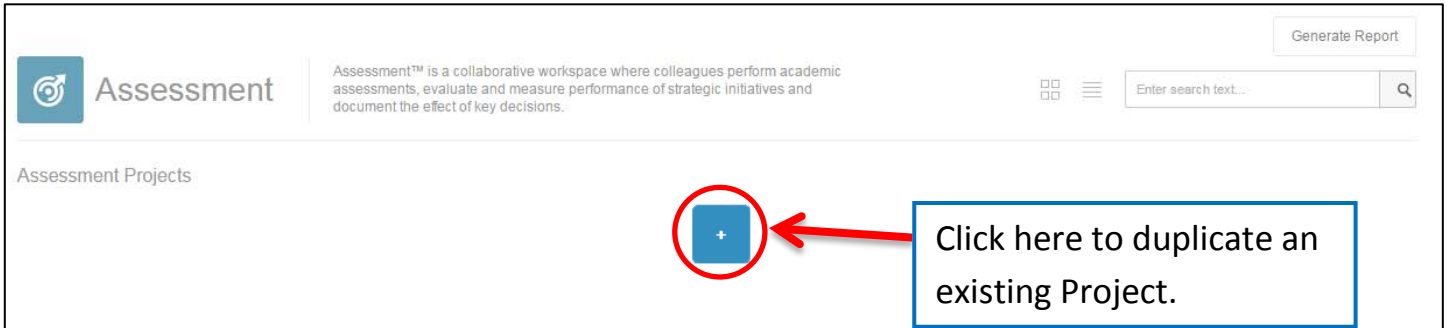 Generate Report
Assessment
Assessment™ is a collaborative workspace where colleagues perform academic
assessments, evaluate and measure performance of strategic initiatives and
document the effect of key decisions.
Enter search text...
Assessment Projects
+
Click here to duplicate an
existing Project.